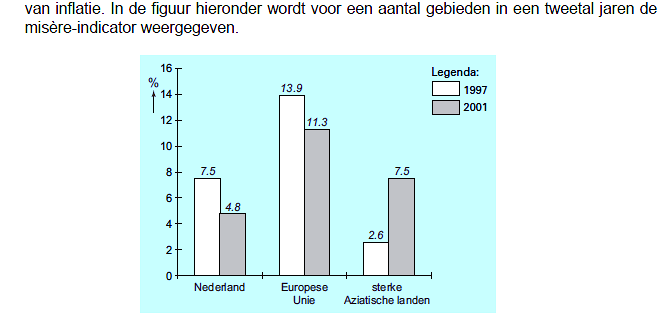 van inflatie. In de figuur hieronder wordt voor een aantal gebieden in een tweetal jaren de
misère-indicator weergegeven.
16
%
14
12
10
8
6
4
2
0
13.9
11.3
7.5
4.8
7.5
2.6
Legenda:
1997
2001
Nederland
Europese
Unie
sterke
Aziatische landen